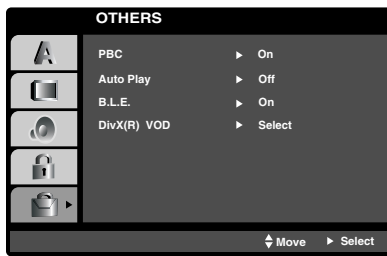 OTHERS
PBC ► On
Auto Play ► Off
B.L.E. ► On
DivX(R) VOD ► Select
Move ► Select